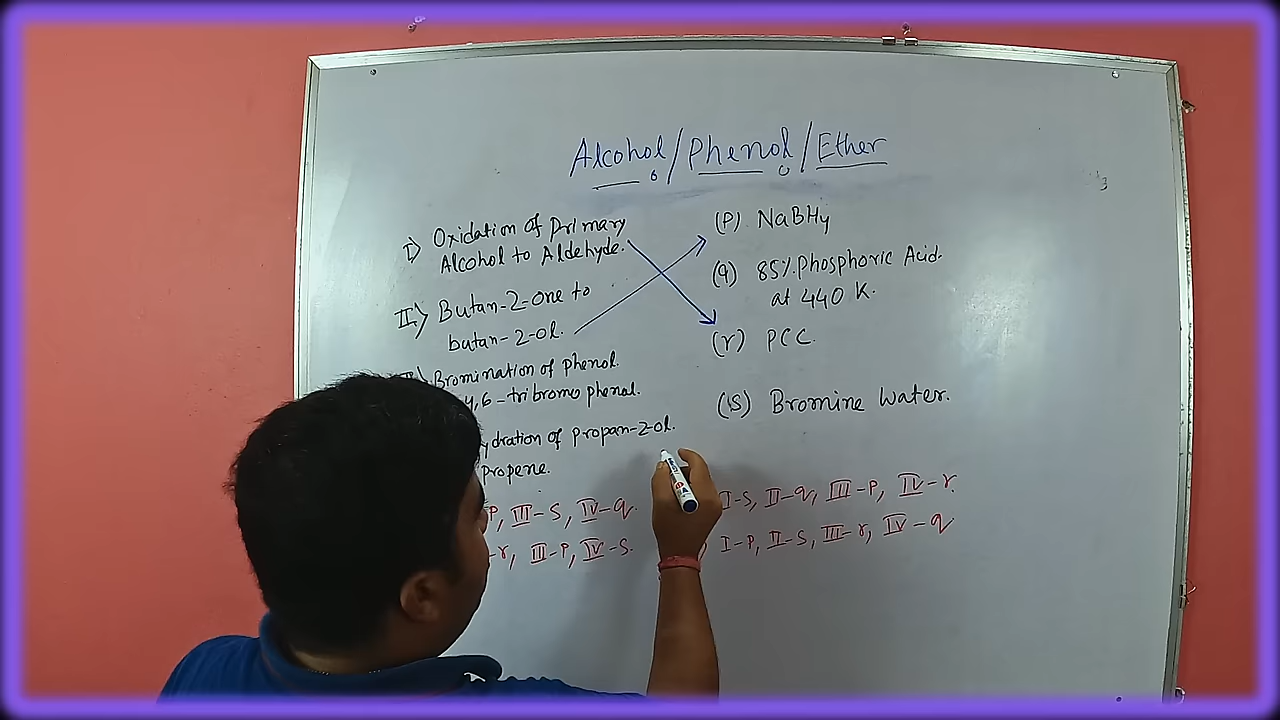 Alcohol/Phenol/Ether
I) Oxidation of Primary
Alcohol to Aldehyde.
II) Butan-2-one to
butan-2-ol.
Bromination of Phenol.
4,6-tribromo phenol.
ydration of Propan-2-ol.
Propene.
(P). NaBH4
(q) 85% Phosphoric Acid.
at 440 K.
(r) PCC.
(S) Bromine Water.
P, III-S, IV-q.
-r, III-P, IV-S.
I-S, II-q, III-P, IV-r.
I-P, II-S, III-r, IV-q